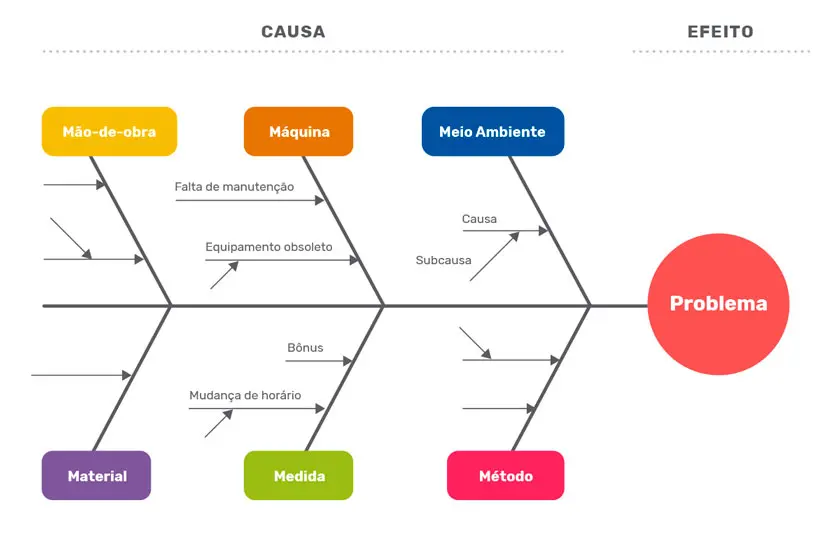 CAUSA
EFEITO
Mão-de-obra
Máquina
Meio Ambiente
Falta de manutenção
Causa
Equipamento obsoleto
Subcausa
Problema
Bônus
Mudança de horário
Material
Medida
Método